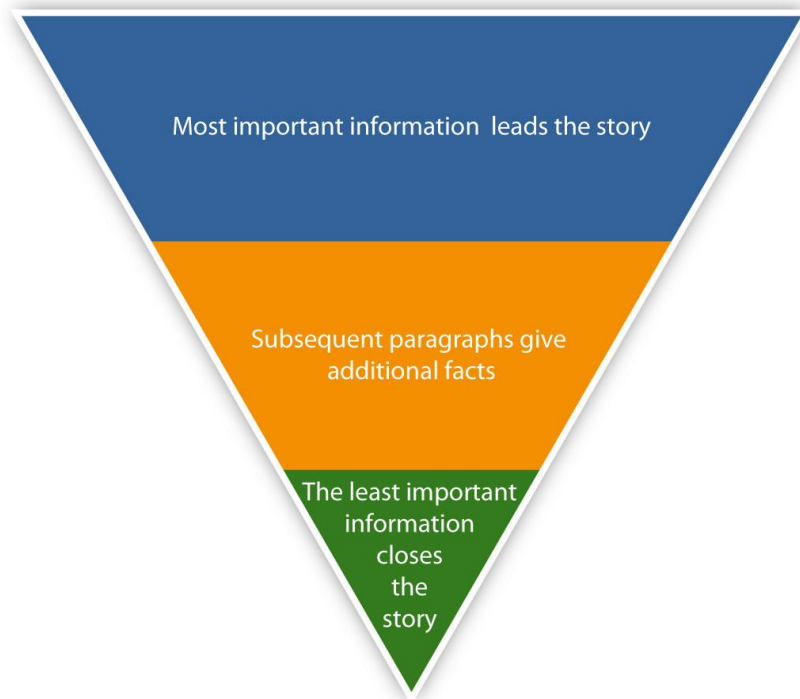 Most important information leads the story
Subsequent paragraphs give
additional facts
The least important
information
closes
the
story